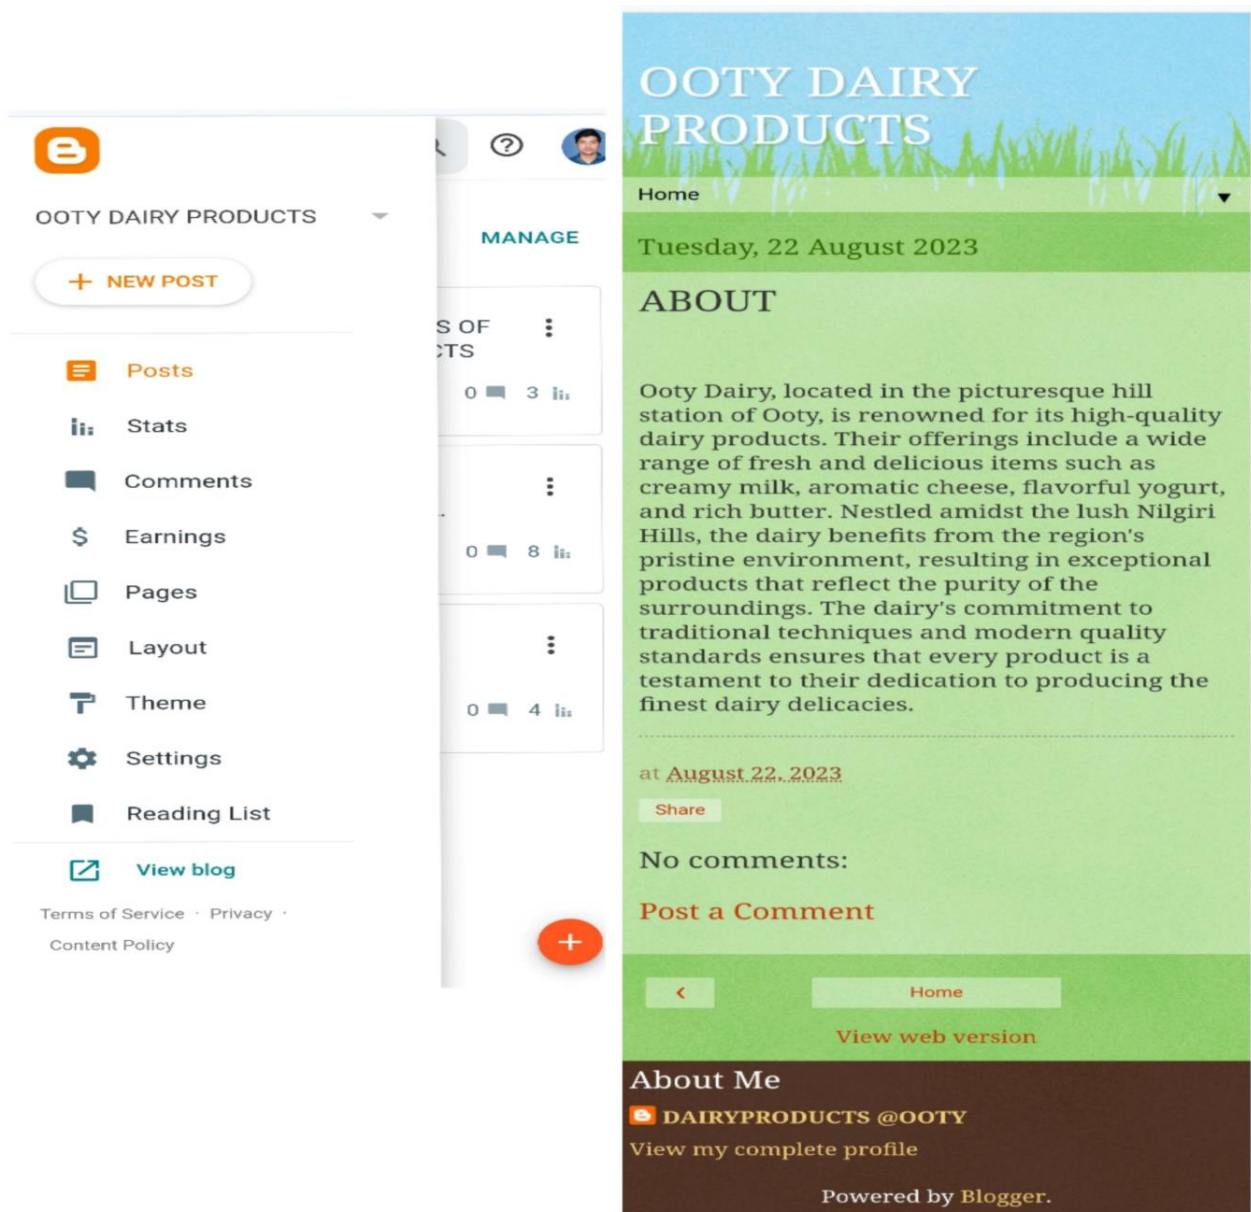 OOTY DAIRY PRODUCTS
+ NEW POST
Posts
Stats
Comments
$ Earnings
Pages
Layout
Theme
Settings
Reading List
View blog
Terms of Service · Privacy ·
Content Policy
?
MANAGE
S OF
CTS
0 3
0 8
0 4
+
OOTY DAIRY
PRODUCTS
Home
Tuesday, 22 August 2023
ABOUT
Ooty Dairy, located in the picturesque hill
station of Ooty, is renowned for its high-quality
dairy products. Their offerings include a wide
range of fresh and delicious items such as
creamy milk, aromatic cheese, flavorful yogurt,
and rich butter. Nestled amidst the lush Nilgiri
Hills, the dairy benefits from the region's
pristine environment, resulting in exceptional
products that reflect the purity of the
surroundings. The dairy's commitment to
traditional techniques and modern quality
standards ensures that every product is a
testament to their dedication to producing the
finest dairy delicacies.
at August 22, 2023
Share
No comments:
Post a Comment
‹ Home
View web version
About Me
DAIRYPRODUCTS @OOTY
View my complete profile
Powered by Blogger.